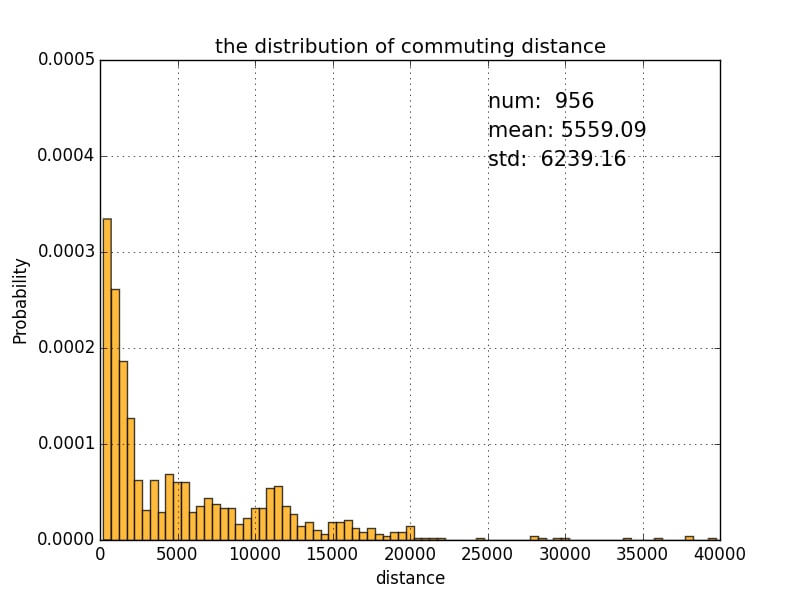 the distribution of commuting distance
0.0005
0.0004
0.0003
0.0002
0.0001
0.0000
Probability
num:  956
mean: 5559.09
std:  6239.16
0 5000 10000 15000 20000 25000 30000 35000 40000
distance